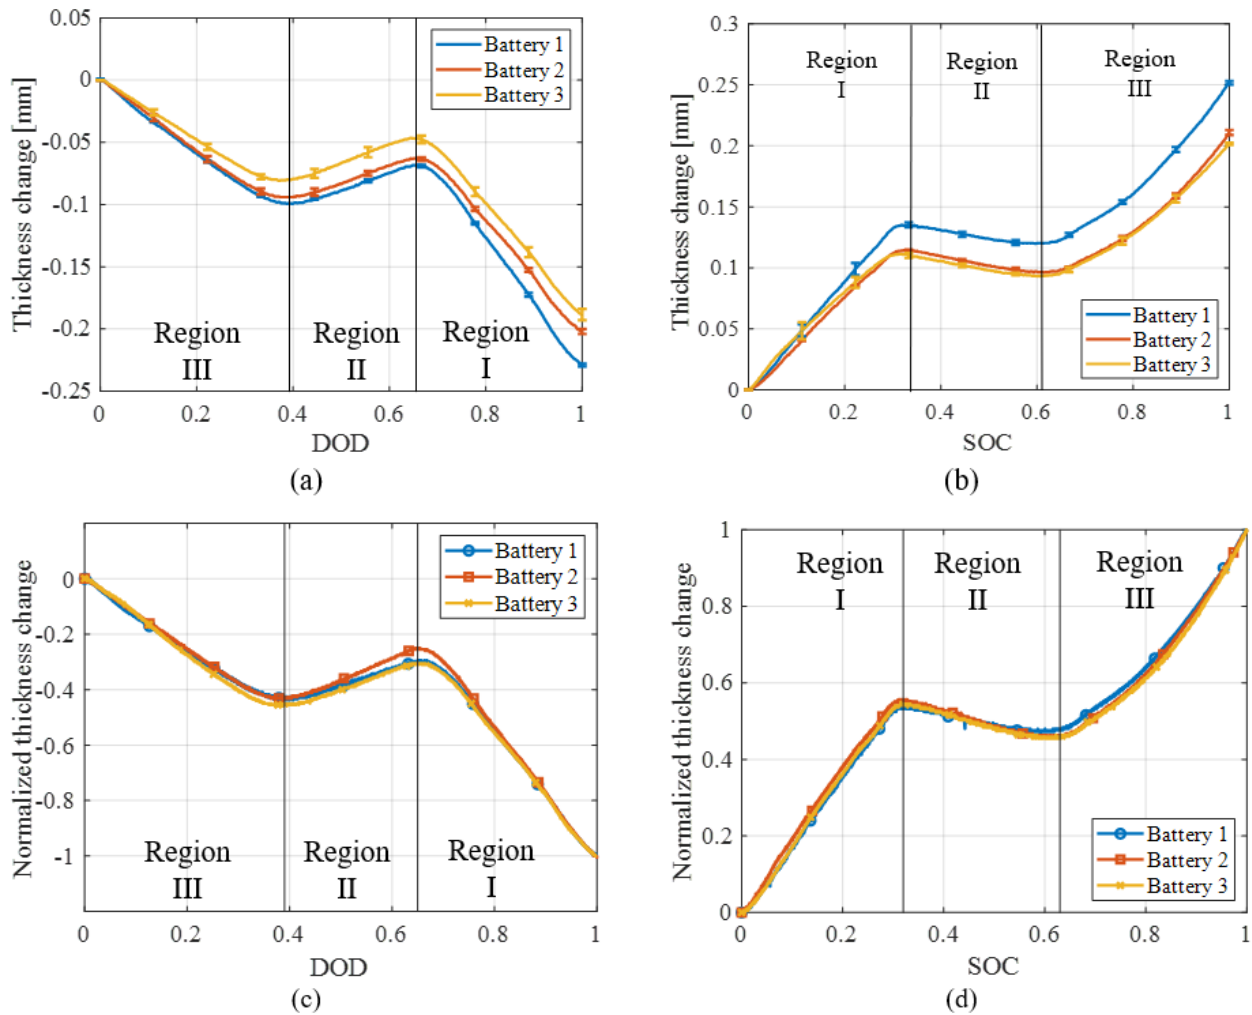 0.05
0
-0.05
-0.1
-0.15
-0.2
-0.25
Thickness change [mm]
Battery 1
Battery 2
Battery 3
Region
III
Region
II
Region
I
0
0.2
0.4
0.6
0.8
1
DOD
(a)
0.3
0.25
0.2
0.15
0.1
0.05
0
Thickness change [mm]
Region
I
Region
II
Region
III
Battery 1
Battery 2
Battery 3
0
0.2
0.4
0.6
0.8
1
SOC
(b)
0
-0.2
-0.4
-0.6
-0.8
-1
Normalized thickness change
Battery 1
Battery 2
Battery 3
Region
III
Region
II
Region
I
0
0.2
0.4
0.6
0.8
1
DOD
(c)
1
0.8
0.6
0.4
0.2
0
Normalized thickness change
Region
I
Region
II
Region
III
Battery 1
Battery 2
Battery 3
0
0.2
0.4
0.6
0.8
1
SOC
(d)